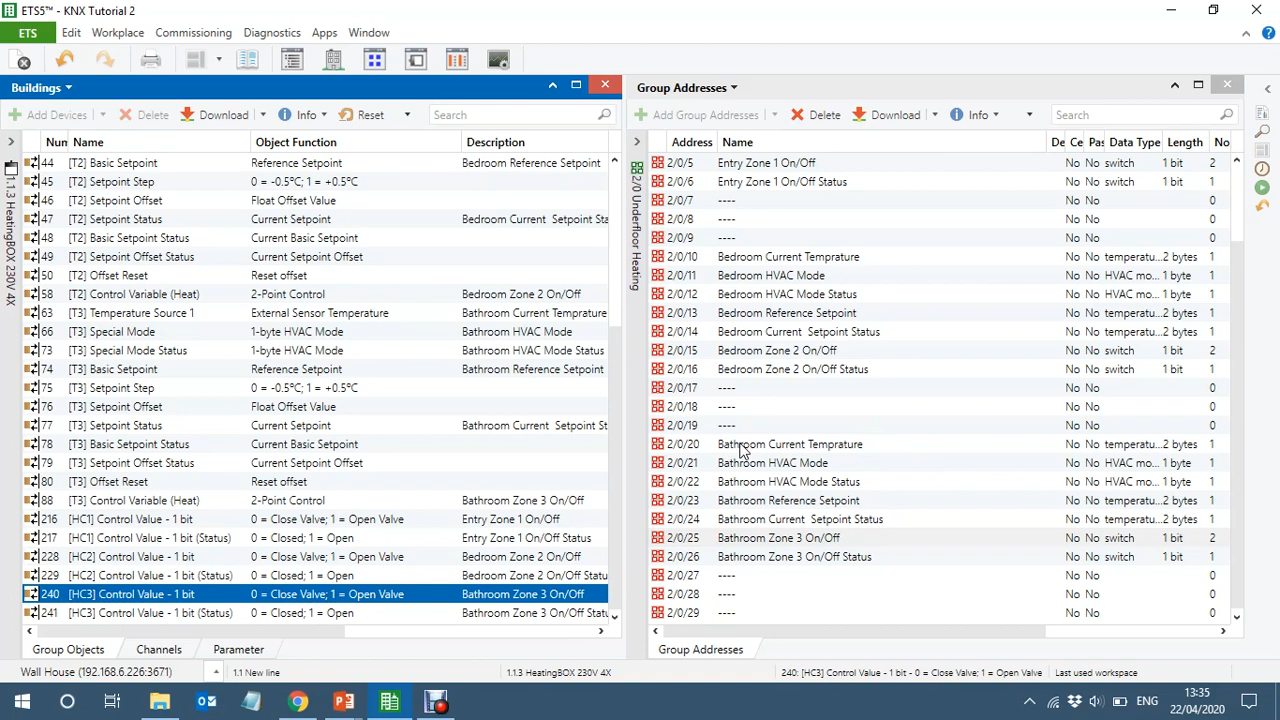 ETS5™ - KNX Tutorial 2
ETS Edit Workplace Commissioning Diagnostics Apps Window
Buildings
Add Devices Delete Download Info Reset Search
Num Name Object Function Description
44 [T2] Basic Setpoint Reference Setpoint Bedroom Reference Setpoint
45 [T2] Setpoint Step 0 = -0.5ºC; 1 = +0.5ºC
46 [T2] Setpoint Offset Float Offset Value
47 [T2] Setpoint Status Current Setpoint Bedroom Current  Setpoint Sta
48 [T2] Basic Setpoint Status Current Basic Setpoint
49 [T2] Setpoint Offset Status Current Setpoint Offset
50 [T2] Offset Reset Reset offset
58 [T2] Control Variable (Heat) 2-Point Control Bedroom Zone 2 On/Off
63 [T3] Temperature Source 1 External Sensor Temperature Bathroom Current Temprature
66 [T3] Special Mode 1-byte HVAC Mode Bathroom HVAC Mode
73 [T3] Special Mode Status 1-byte HVAC Mode Bathroom HVAC Mode Status
74 [T3] Basic Setpoint Reference Setpoint Bathroom Reference Setpoint
75 [T3] Setpoint Step 0 = -0.5ºC; 1 = +0.5ºC
76 [T3] Setpoint Offset Float Offset Value
77 [T3] Setpoint Status Current Setpoint Bathroom Current  Setpoint S
78 [T3] Basic Setpoint Status Current Basic Setpoint
79 [T3] Setpoint Offset Status Current Setpoint Offset
80 [T3] Offset Reset Reset offset
88 [T3] Control Variable (Heat) 2-Point Control Bathroom Zone 3 On/Off
216 [HC1] Control Value - 1 bit 0 = Close Valve; 1 = Open Valve Entry Zone 1 On/Off
217 [HC1] Control Value - 1 bit (Status) 0 = Closed; 1 = Open Entry Zone 1 On/Off Status
228 [HC2] Control Value - 1 bit 0 = Close Valve; 1 = Open Valve Bedroom Zone 2 On/Off
229 [HC2] Control Value - 1 bit (Status) 0 = Closed; 1 = Open Bedroom Zone 2 On/Off Statu
240 [HC3] Control Value - 1 bit 0 = Close Valve; 1 = Open Valve Bathroom Zone 3 On/Off
241 [HC3] Control Value - 1 bit (Status) 0 = Closed; 1 = Open Bathroom Zone 3 On/Off Stat
1.1.3 HeatingBOX 230V 4X
Group Objects Channels Parameter
Group Addresses
Add Group Addresses Delete Download Info Search
Address Name De Ce Pas Data Type Length No
2/0/5 Entry Zone 1 On/Off No No switch 1 bit 2
2/0/6 Entry Zone 1 On/Off Status No No switch 1 bit 1
2/0/7 ---- No No 0
2/0/8 ---- No No 0
2/0/9 ---- No No 0
2/0/10 Bedroom Current Temprature No No temperatu... 2 bytes 1
2/0/11 Bedroom HVAC Mode No No HVAC mo... 1 byte 1
2/0/12 Bedroom HVAC Mode Status No No HVAC mo... 1 byte 1
2/0/13 Bedroom Reference Setpoint No No temperatu... 2 bytes 1
2/0/14 Bedroom Current  Setpoint Status No No temperatu... 2 bytes 1
2/0/15 Bedroom Zone 2 On/Off No No switch 1 bit 2
2/0/16 Bedroom Zone 2 On/Off Status No No switch 1 bit 1
2/0/17 ---- No No 0
2/0/18 ---- No No 0
2/0/19 ---- No No 0
2/0/20 Bathroom Current Temprature No No temperatu... 2 bytes 1
2/0/21 Bathroom HVAC Mode No No HVAC mo... 1 byte 1
2/0/22 Bathroom HVAC Mode Status No No HVAC mo... 1 byte 1
2/0/23 Bathroom Reference Setpoint No No temperatu... 2 bytes 1
2/0/24 Bathroom Current  Setpoint Status No No temperatu... 2 bytes 1
2/0/25 Bathroom Zone 3 On/Off No No switch 1 bit 2
2/0/26 Bathroom Zone 3 On/Off Status No No switch 1 bit 1
2/0/27 ---- No No 0
2/0/28 ---- No No 0
2/0/29 ---- No No 0
2/0 Underfloor Heating
Group Addresses
Wall House (192.168.6.226:3671) 1.1 New line 1.1.3 HeatingBOX 230V 4X 240: [HC3] Control Value - 1 bit - 0 = Close Valve; 1 = Open Valve Last used workspace
ENG 13:35
22/04/2020